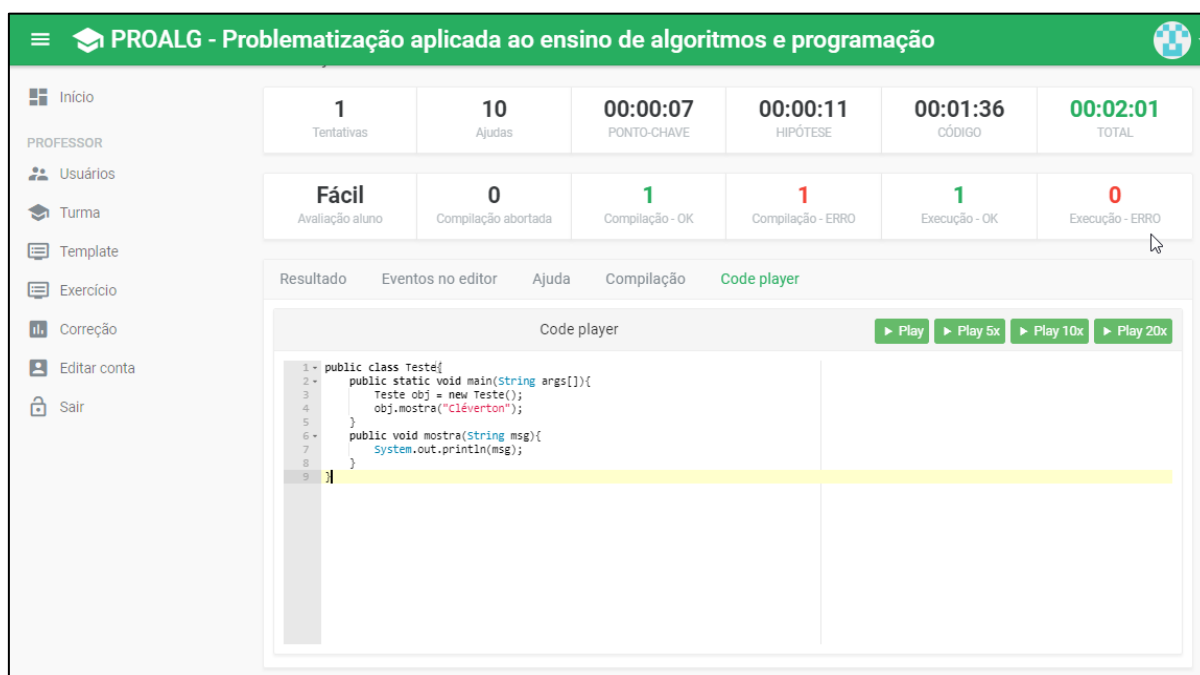 PROALG - Problematização aplicada ao ensino de algoritmos e programação
Início
PROFESSOR
Usuários
Turma
Template
Exercício
Correção
Editar conta
Sair
1 10 00:00:07 00:00:11 00:01:36 00:02:01
Tentativas Ajudas PONTO-CHAVE HIPÓTESE CÓDIGO TOTAL
Fácil 0 1 1 1 0
Avaliação aluno Compilação abortada Compilação - OK Compilação - ERRO Execução - OK Execução - ERRO
Resultado Eventos no editor Ajuda Compilação Code player
Code player Play Play 5x Play 10x Play 20x
1 public class Teste{
2 public static void main(String args[]){
3 Teste obj = new Teste();
4 obj.mostra("Cléverton");
5 }
6 public void mostra(String msg){
7 System.out.println(msg);
8 }
9 }